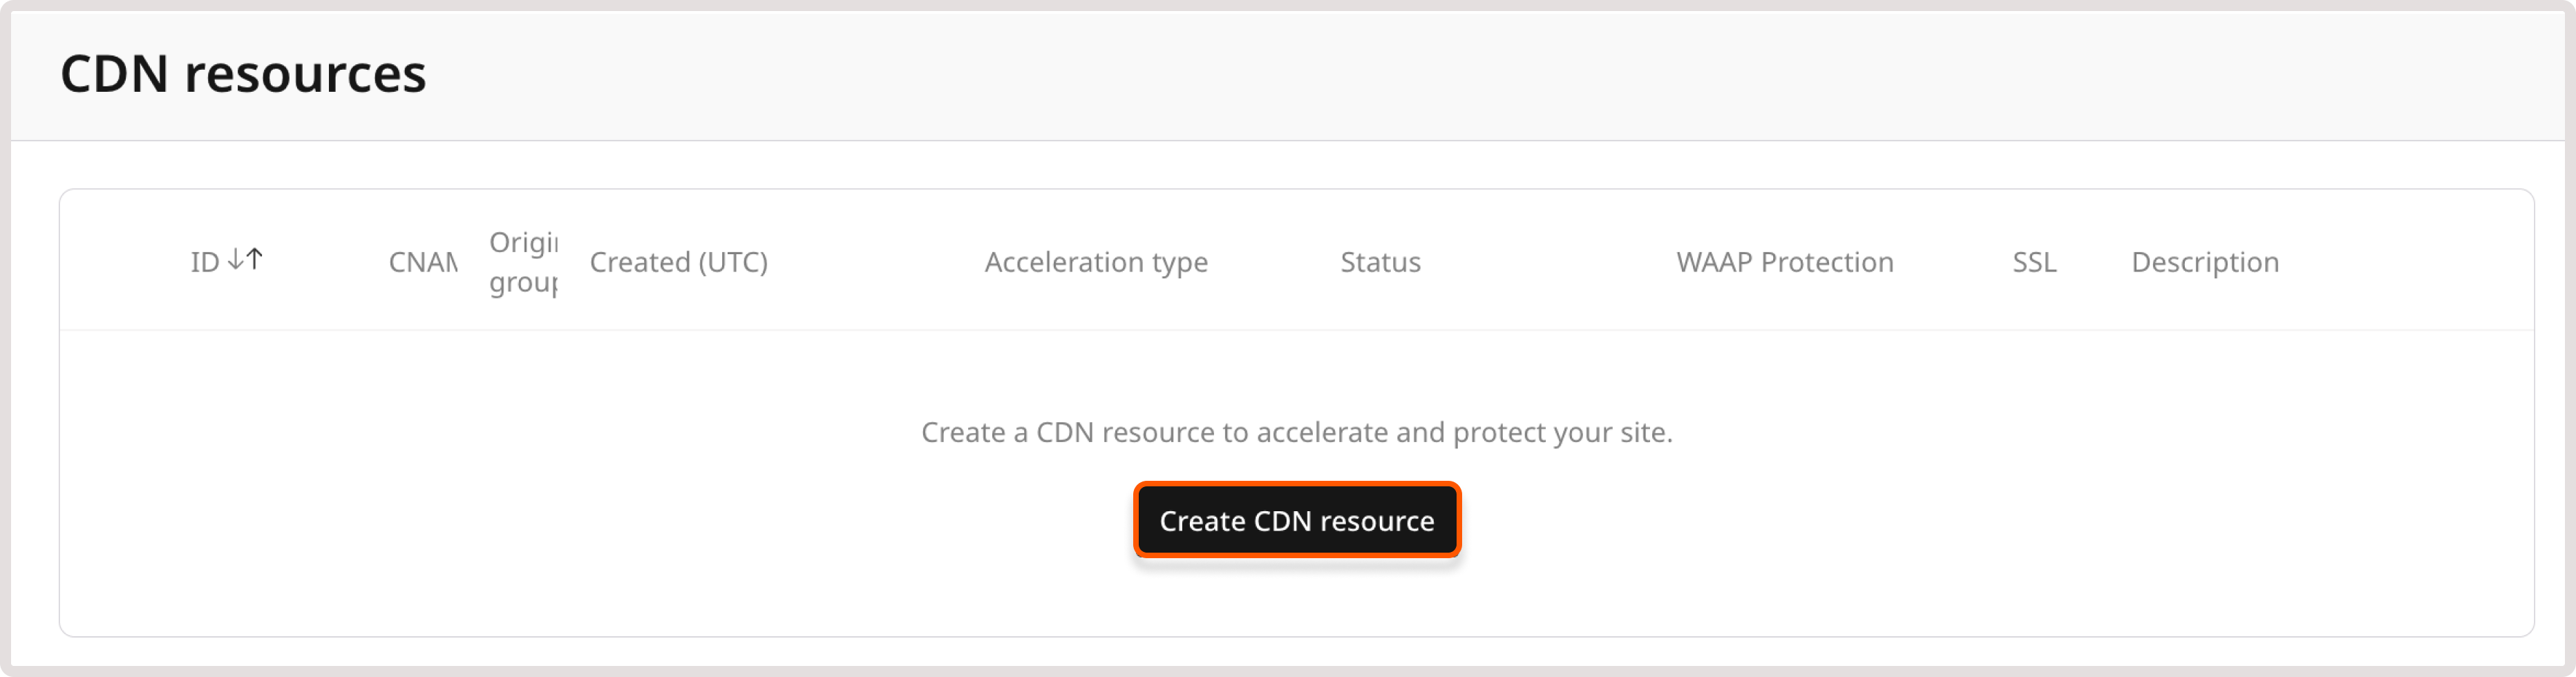 CDN resources
ID CNAM Origin group Created (UTC) Acceleration type Status WAAP Protection SSL Description
Create a CDN resource to accelerate and protect your site.
Create CDN resource